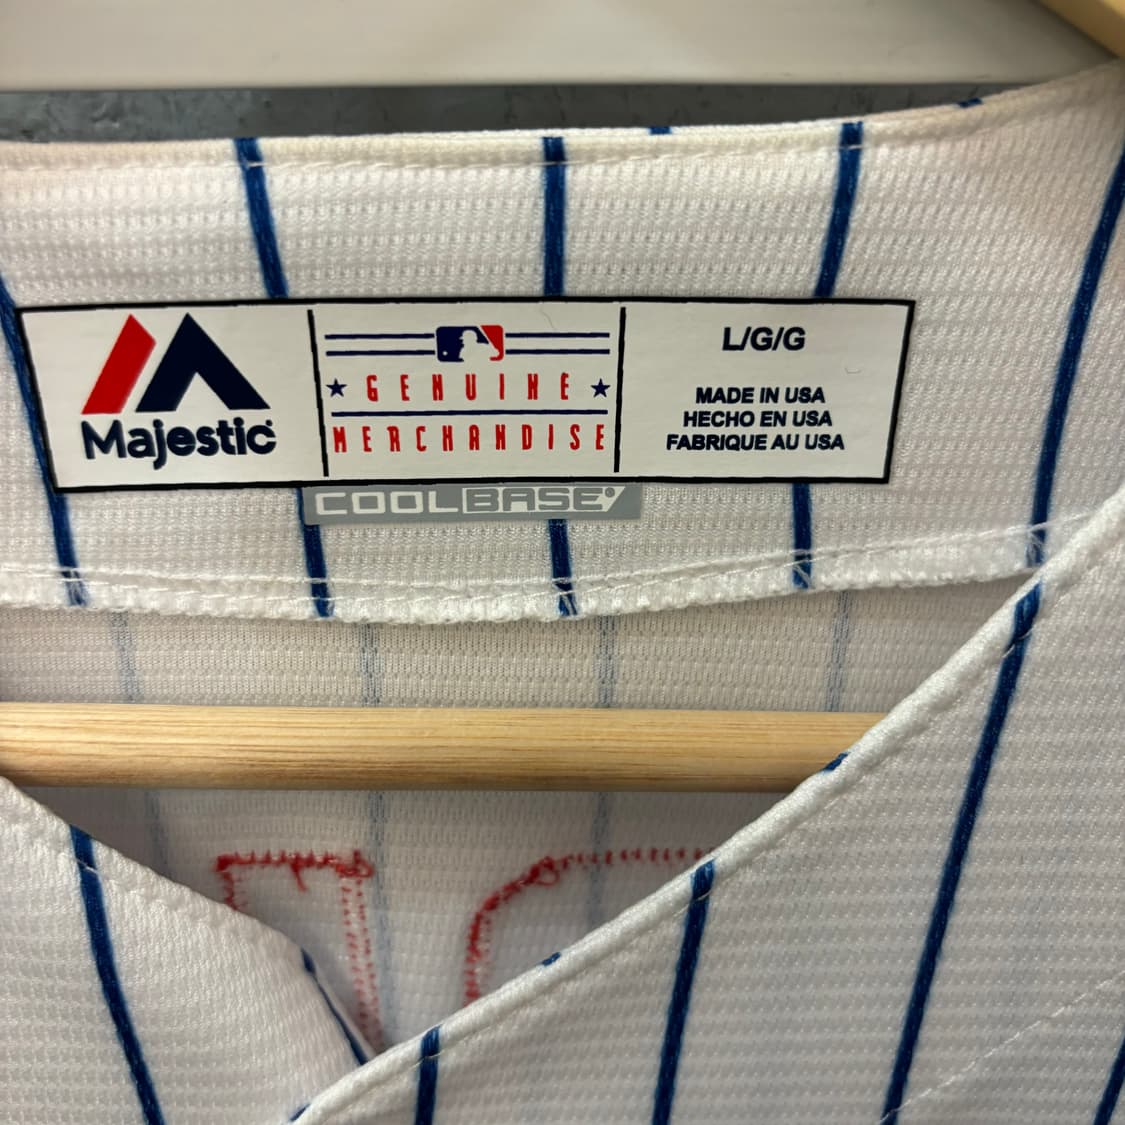 Majestic
GENUINE
MERCHANDISE
L/G/G
MADE IN USA
HECHO EN USA
FABRIQUE AU USA
COOLBASE